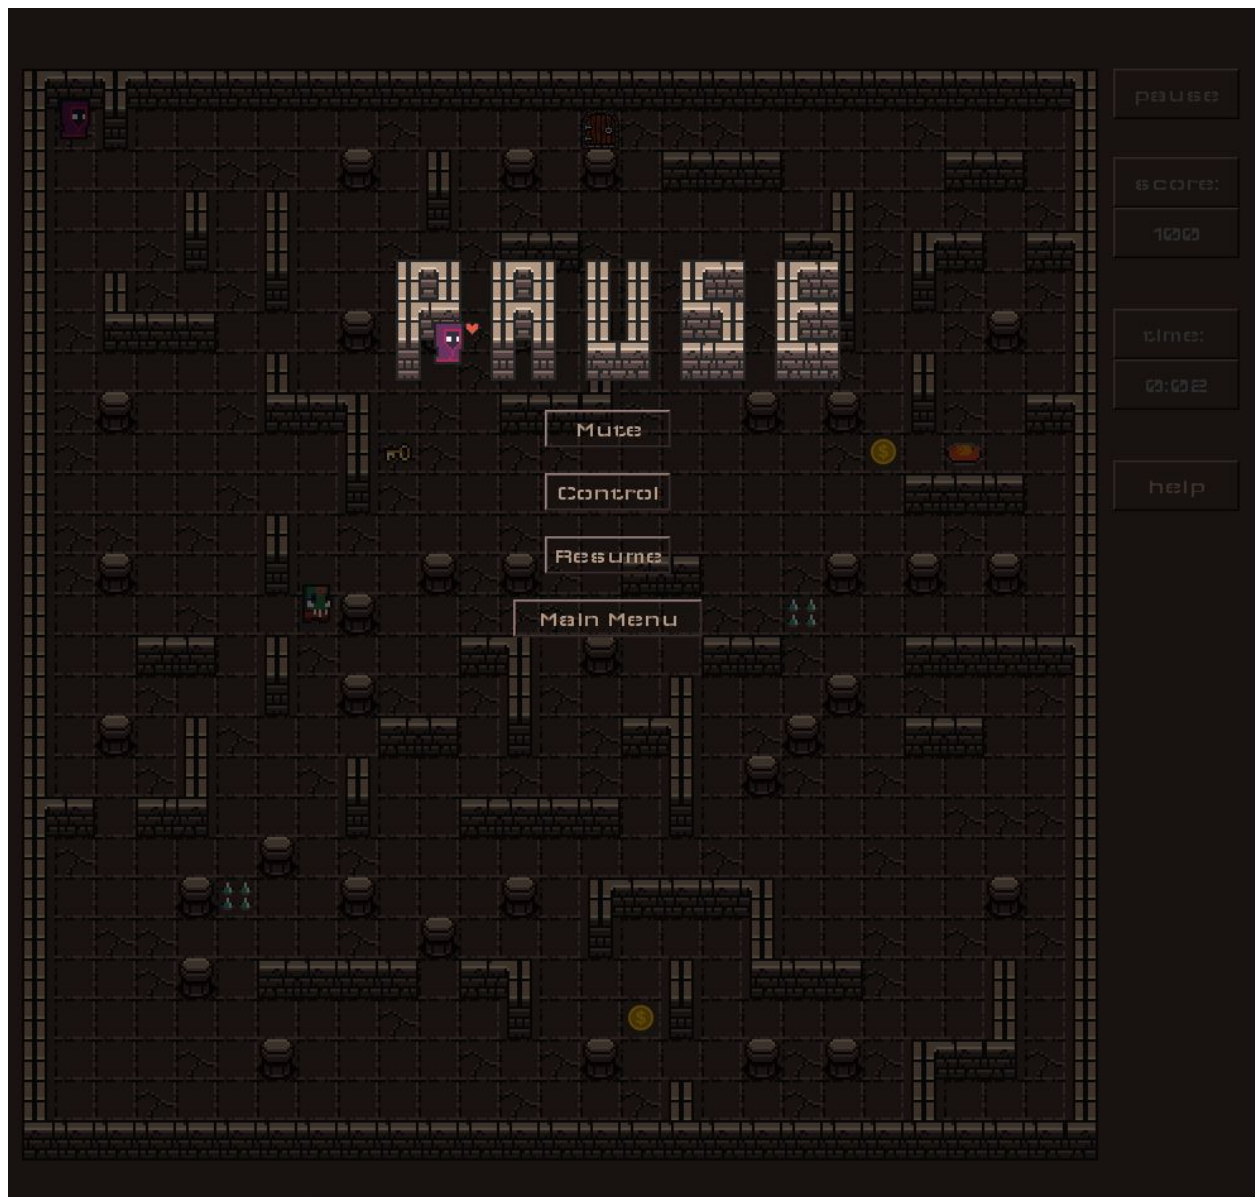 pause
score:
100
PAUSE
time:
0:02
Mute
Control
help
Resume
Main Menu